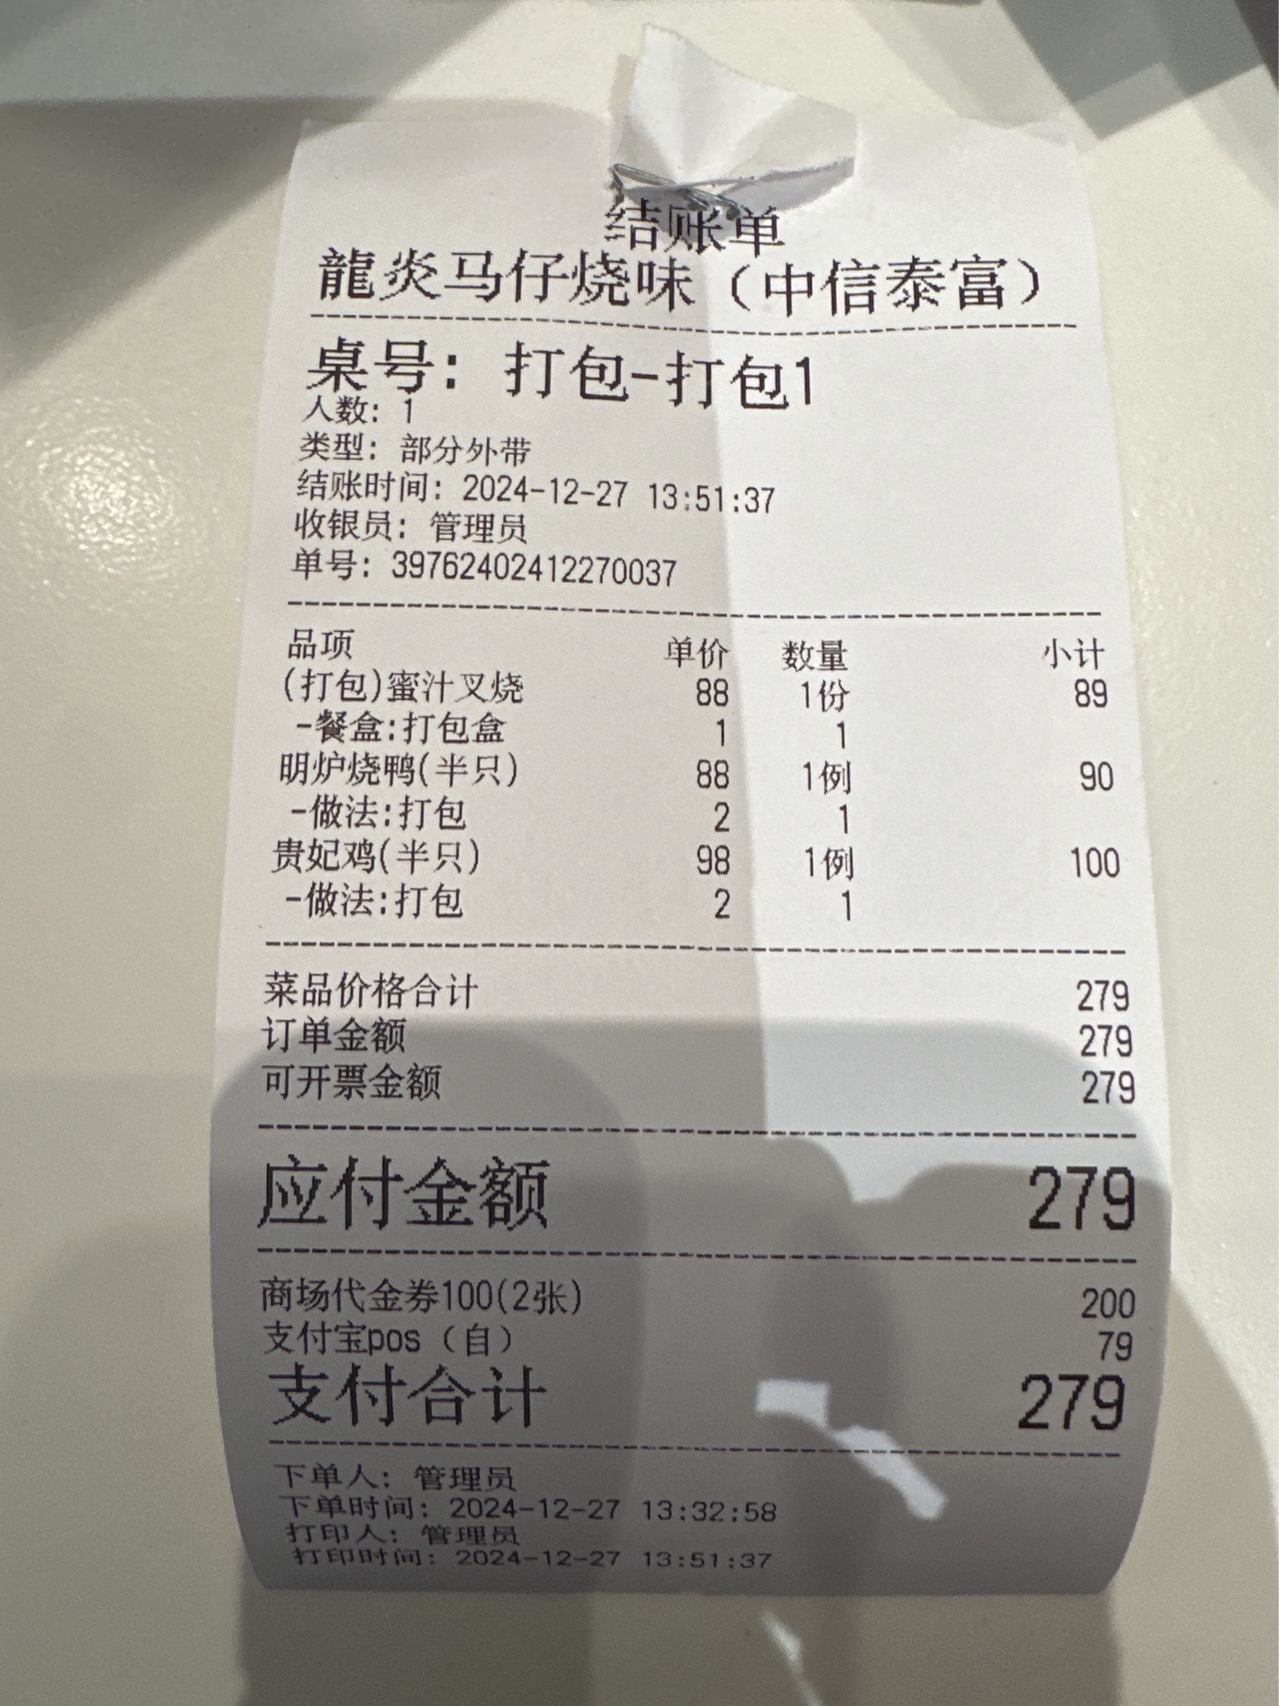 结账单
龍炎马仔烧味（中信泰富）
桌号：打包-打包1
人数：1
类型：部分外带
结账时间：2024-12-27 13:51:37
收银员：管理员
单号：39762402412270037
品项 单价 数量 小计
(打包)蜜汁叉烧 88 1份 89
-餐盒:打包盒 1 1
明炉烧鸭(半只) 88 1例 90
-做法:打包 2 1
贵妃鸡(半只) 98 1例 100
-做法:打包 2 1
菜品价格合计 279
订单金额 279
可开票金额 279
应付金额 279
商场代金券100(2张) 200
支付宝pos（自） 79
支付合计 279
下单人：管理员
下单时间：2024-12-27 13:32:58
打印人：管理员
打印时间：2024-12-27 13:51:37